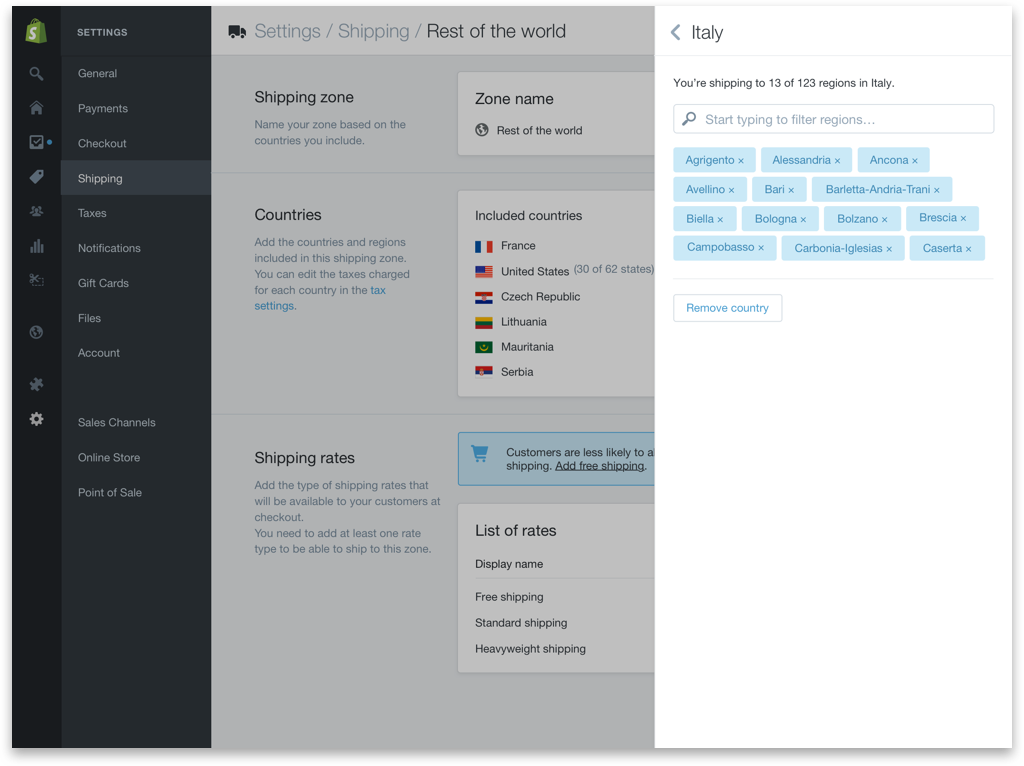 SETTINGS
General
Payments
Checkout
Shipping
Taxes
Notifications
Gift Cards
Files
Account
Sales Channels
Online Store
Point of Sale
Settings / Shipping / Rest of the world
Shipping zone
Name your zone based on the
countries you include.
Zone name
Rest of the world
Countries
Add the countries and regions
included in this shipping zone.
You can edit the taxes charged
for each country in the tax
settings.
Included countries
France
United States (30 of 62 states)
Czech Republic
Lithuania
Mauritania
Serbia
Shipping rates
Add the type of shipping rates that
will be available to your customers at
checkout.
You need to add at least one rate
type to be able to ship to this zone.
Customers are less likely to a
shipping. Add free shipping.
List of rates
Display name
Free shipping
Standard shipping
Heavyweight shipping
Italy
You’re shipping to 13 of 123 regions in Italy.
Start typing to filter regions…
Agrigento × Alessandria × Ancona ×
Avellino × Bari × Barletta-Andria-Trani ×
Biella × Bologna × Bolzano × Brescia ×
Campobasso × Carbonia-Iglesias × Caserta ×
Remove country